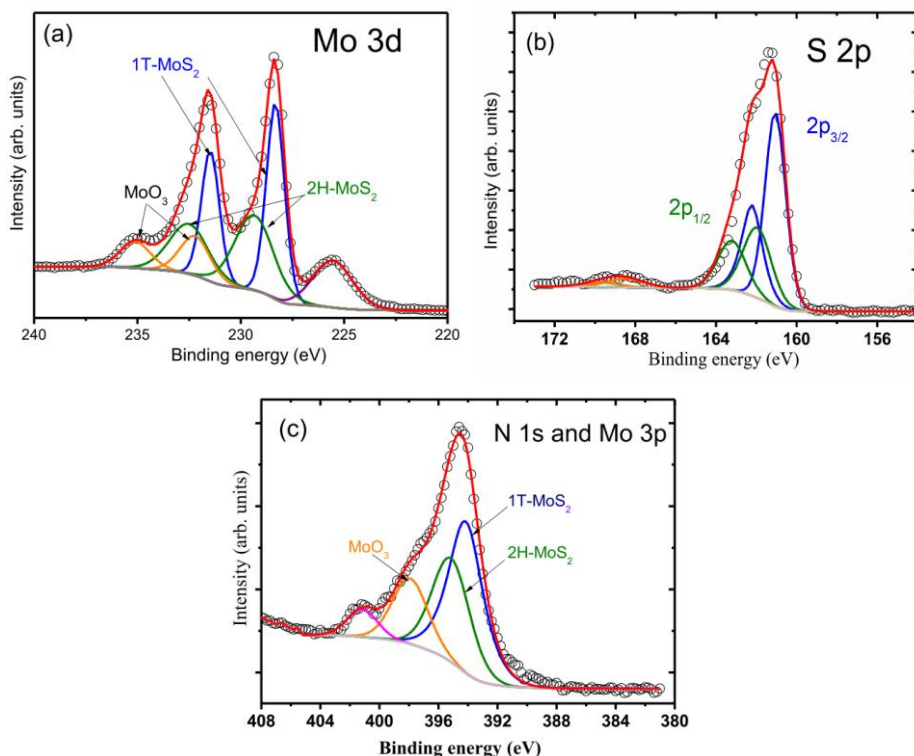 (a)
Mo 3d
1T-MoS₂
MoO₃
2H-MoS₂
Intensity (arb. units)
240 235 230 225 220
Binding energy (eV)
(b)
S 2p
2p₃/₂
2p₁/₂
Intensity (arb. units)
172 168 164 160 156
Binding energy (eV)
(c)
N 1s and Mo 3p
1T-MoS₂
MoO₃
2H-MoS₂
Intensity (arb. units)
408 404 400 396 392 388 384 380
Binding energy (eV)